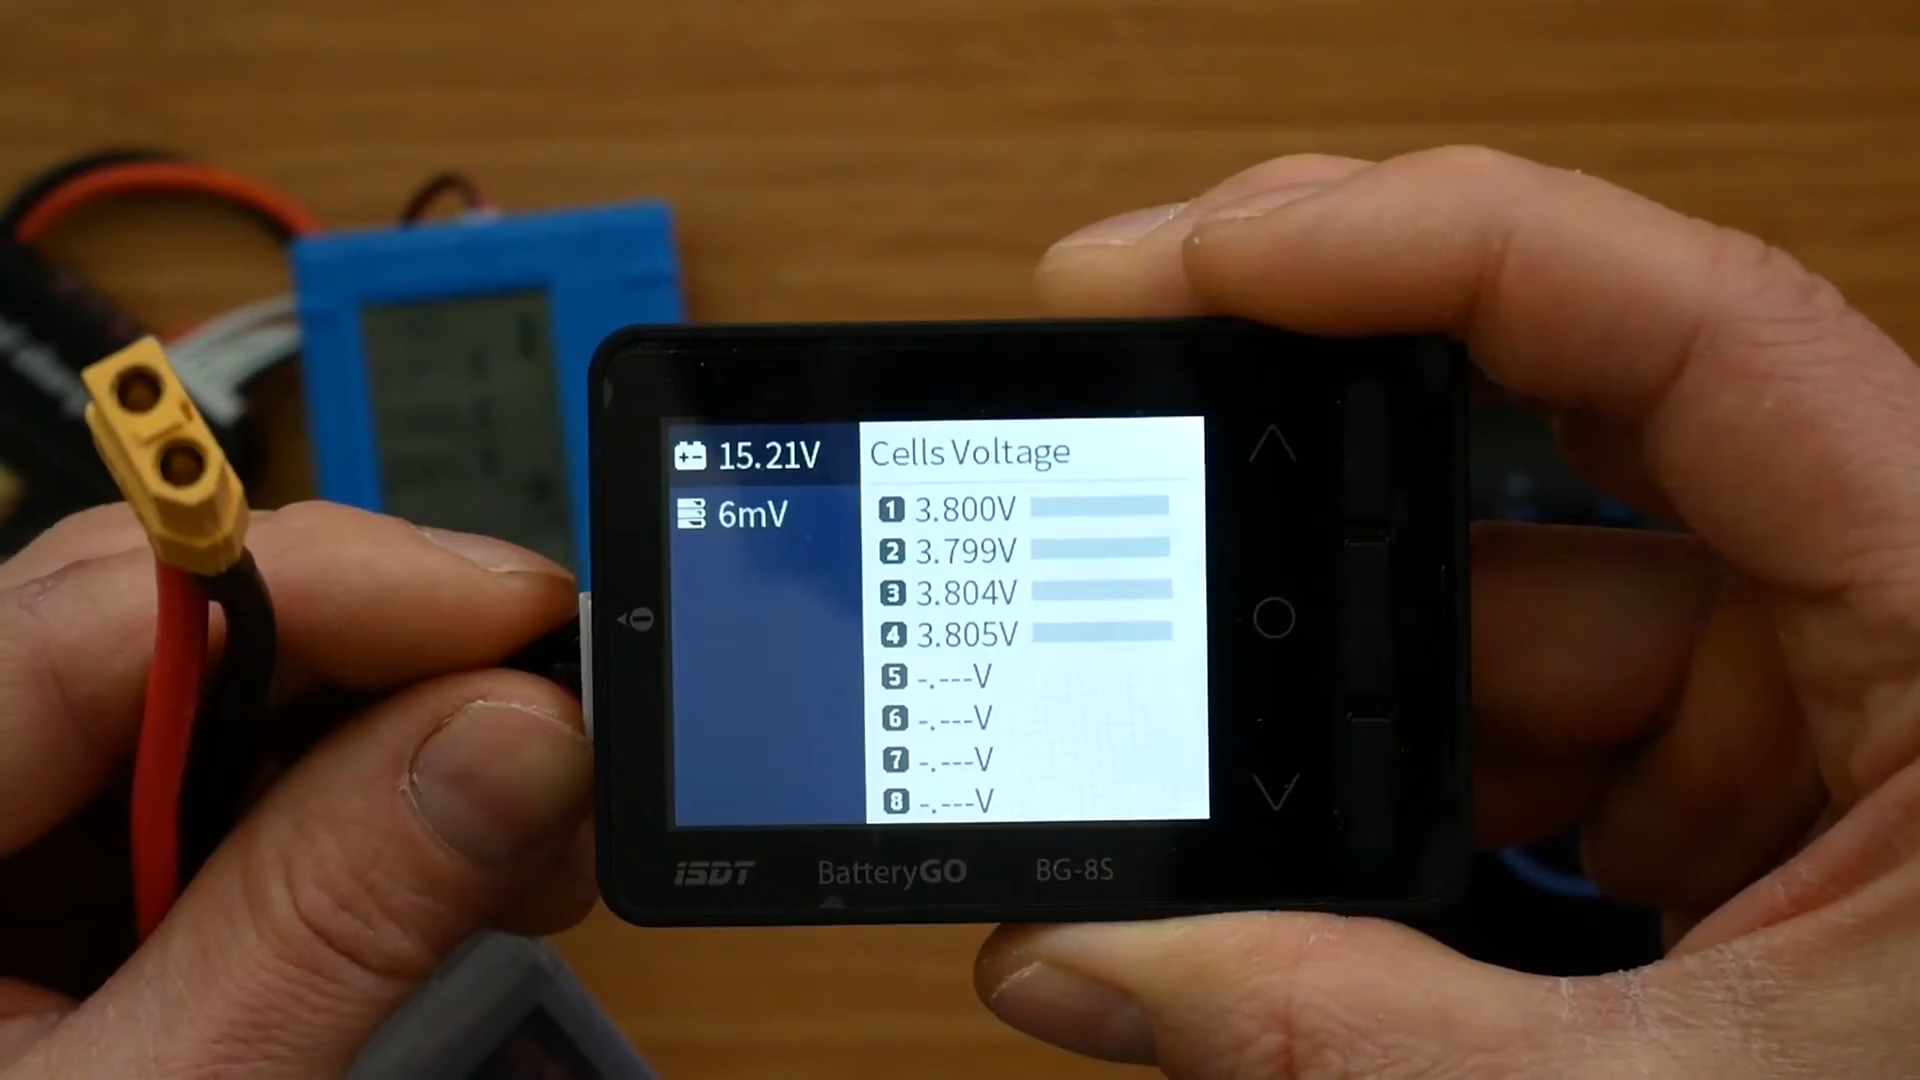 15.21V
6mV
Cells Voltage
1 3.800V
2 3.799V
3 3.804V
4 3.805V
5 -.---V
6 -.---V
7 -.---V
8 -.---V
iSDT BatteryGO BG-8S